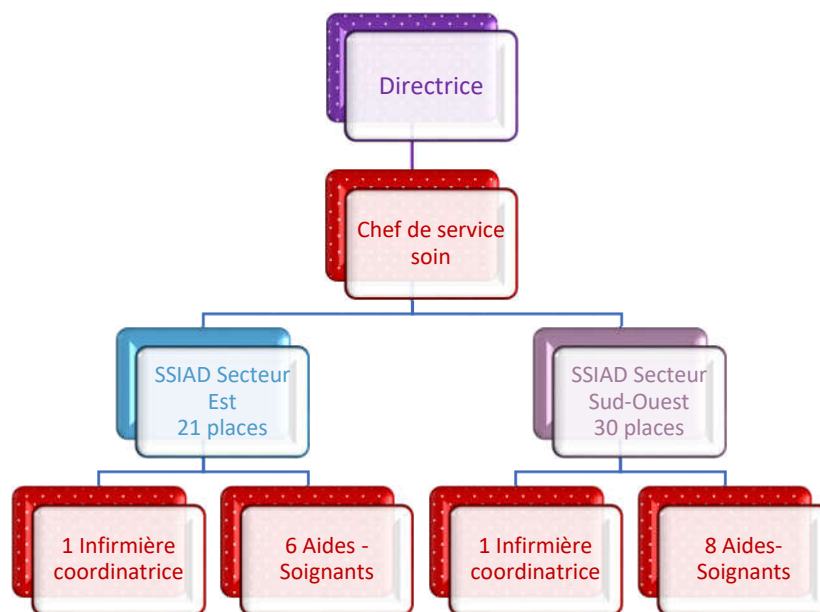 Directrice
Chef de service
soin
SSIAD Secteur
Est
21 places
SSIAD Secteur
Sud-Ouest
30 places
1 Infirmière
coordinatrice
6 Aides -
Soignants
1 Infirmière
coordinatrice
8 Aides-
Soignants